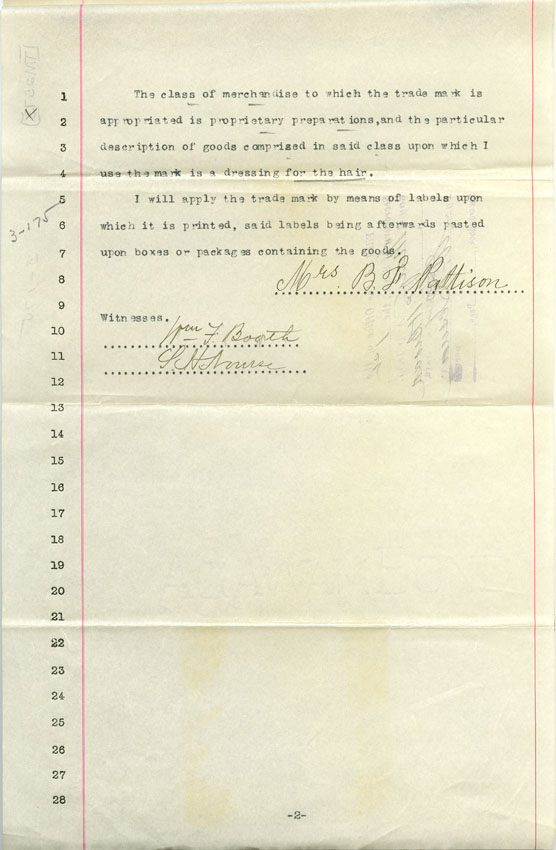 1 The class of merchandise to which the trade mark is
2 appropriated is proprietary preparations,and the particular
3 description of goods comprized in said class upon which I
4 use the mark is a dressing for the hair.
5 I will apply the trade mark by means of labels upon
3-175
6 which it is printed, said labels being afterwards pasted
7 upon boxes or packages containing the goods.
8 Mrs. B. F. Pattison
9 Witnesses.
10 Wm F. Booth
11 S. H. Nourse
12
13
14
15
16
17
18
19
20
21
22
23
24
25
26
27
28
-2-